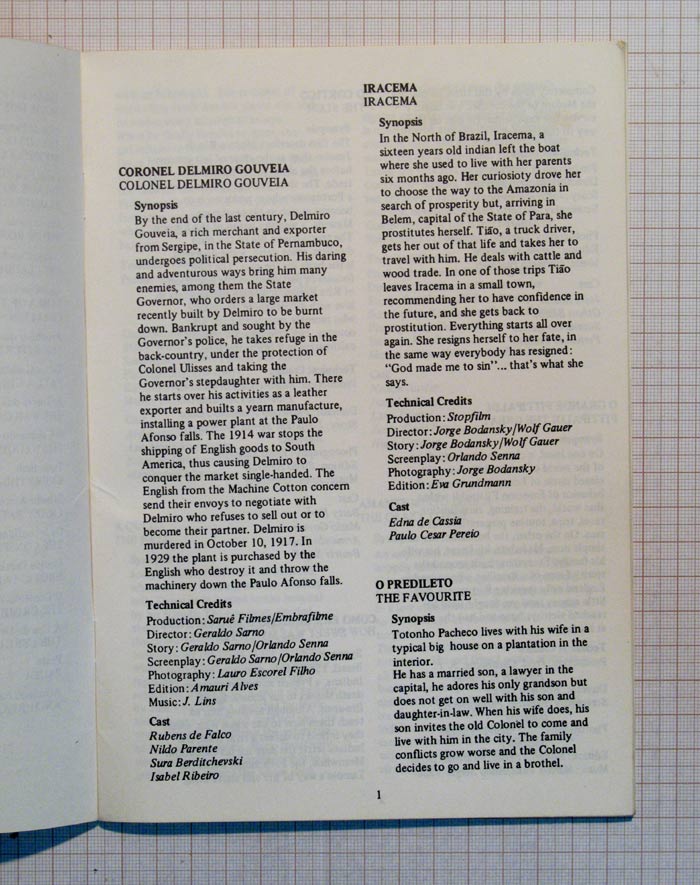 CORONEL DELMIRO GOUVEIA
COLONEL DELMIRO GOUVEIA
Synopsis
By the end of the last century, Delmiro
Gouveia, a rich merchant and exporter
from Sergipe, in the State of Pernambuco,
undergoes political persecution. His daring
and adventurous ways bring him many
enemies, among them the State
Governor, who orders a large market
recently built by Delmiro to be burnt
down. Bankrupt and sought by the
Governor's police, he takes refuge in the
back-country, under the protection of
Colonel Ulisses and taking the
Governor's stepdaughter with him. There
he starts over his activities as a leather
exporter and builts a yearn manufacture,
installing a power plant at the Paulo
Afonso falls. The 1914 war stops the
shipping of English goods to South
America, thus causing Delmiro to
conquer the market single-handed. The
English from the Machine Cotton concern
send their envoys to negotiate with
Delmiro who refuses to sell out or to
become their partner. Delmiro is
murdered in October 10, 1917. In
1929 the plant is purchased by the
English who destroy it and throw the
machinery down the Paulo Afonso falls.
Technical Credits
Production: Saruê Filmes/Embrafilme
Director: Geraldo Sarno
Story: Geraldo Sarno/Orlando Senna
Screenplay: Geraldo Sarno/Orlando Senna
Photography: Lauro Escorel Filho
Edition: Amauri Alves
Music: J. Lins
Cast
Rubens de Falco
Nildo Parente
Sura Berditchevski
Isabel Ribeiro
IRACEMA
IRACEMA
Synopsis
In the North of Brazil, Iracema, a
sixteen years old indian left the boat
where she used to live with her parents
six months ago. Her curiosioty drove her
to choose the way to the Amazonia in
search of prosperity but, arriving in
Belem, capital of the State of Para, she
prostitutes herself. Tião, a truck driver,
gets her out of that life and takes her to
travel with him. He deals with cattle and
wood trade. In one of those trips Tião
leaves Iracema in a small town,
recommending her to have confidence in
the future, and she gets back to
prostitution. Everything starts all over
again. She resigns herself to her fate, in
the same way everybody has resigned:
"God made me to sin"... that's what she
says.
Technical Credits
Production: Stopfilm
Director: Jorge Bodansky/Wolf Gauer
Story: Jorge Bodansky/Wolf Gauer
Screenplay: Orlando Senna
Photography: Jorge Bodansky
Edition: Eva Grundmann
Cast
Edna de Cassia
Paulo Cesar Pereio
O PREDILETO
THE FAVOURITE
Synopsis
Totonho Pacheco lives with his wife in a
typical big house on a plantation in the
interior.
He has a married son, a lawyer in the
capital, he adores his only grandson but
does not get on well with his son and
daughter-in-law. When his wife does, his
son invites the old Colonel to come and
live with him in the city. The family
conflicts grow worse and the Colonel
decides to go and live in a brothel.
1